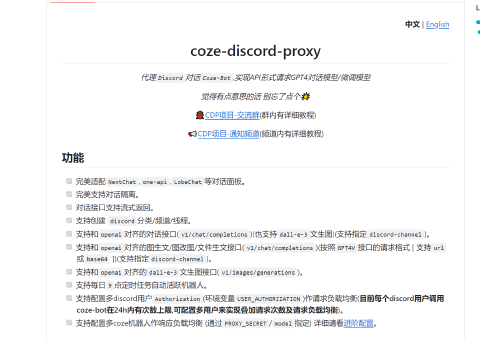 中文 | English
coze-discord-proxy
代理 Discord 对话 Coze-Bot ,实现API形式请求GPT4对话模型/微调模型
觉得有点意思的话 别忘了点个
CDP项目-交流群(群内有详细教程)
CDP项目-通知频道(频道内有详细教程)
功能
完美适配 NextChat , one-api , LobeChat 等对话面板。
完美支持对话隔离。
对话接口支持流式返回。
支持创建 discord 分类/频道/线程。
支持和 openai 对齐的对话接口( v1/chat/completions )(也支持 dall-e-3 文生图)(支持指定 discord-channel )。
支持和 openai 对齐的图生文/图改图/文件生文接口( v1/chat/completions )(按照 GPT4V 接口的请求格式 [ 支持 url
或 base64 ])(支持指定 discord-channel )。
支持和 openai 对齐的 dall-e-3 文生图接口( v1/images/generations )。
支持每日 9 点定时任务自动活跃机器人。
支持配置多discord用户 Authorization (环境变量 USER_AUTHORIZATION )作请求负载均衡(目前每个discord用户调用
coze-bot在24h内有次数上限,可配置多用户来实现叠加请求次数及请求负载均衡)。
支持配置多coze机器人作响应负载均衡 (通过 PROXY_SECRET / model 指定) 详细请看进阶配置。